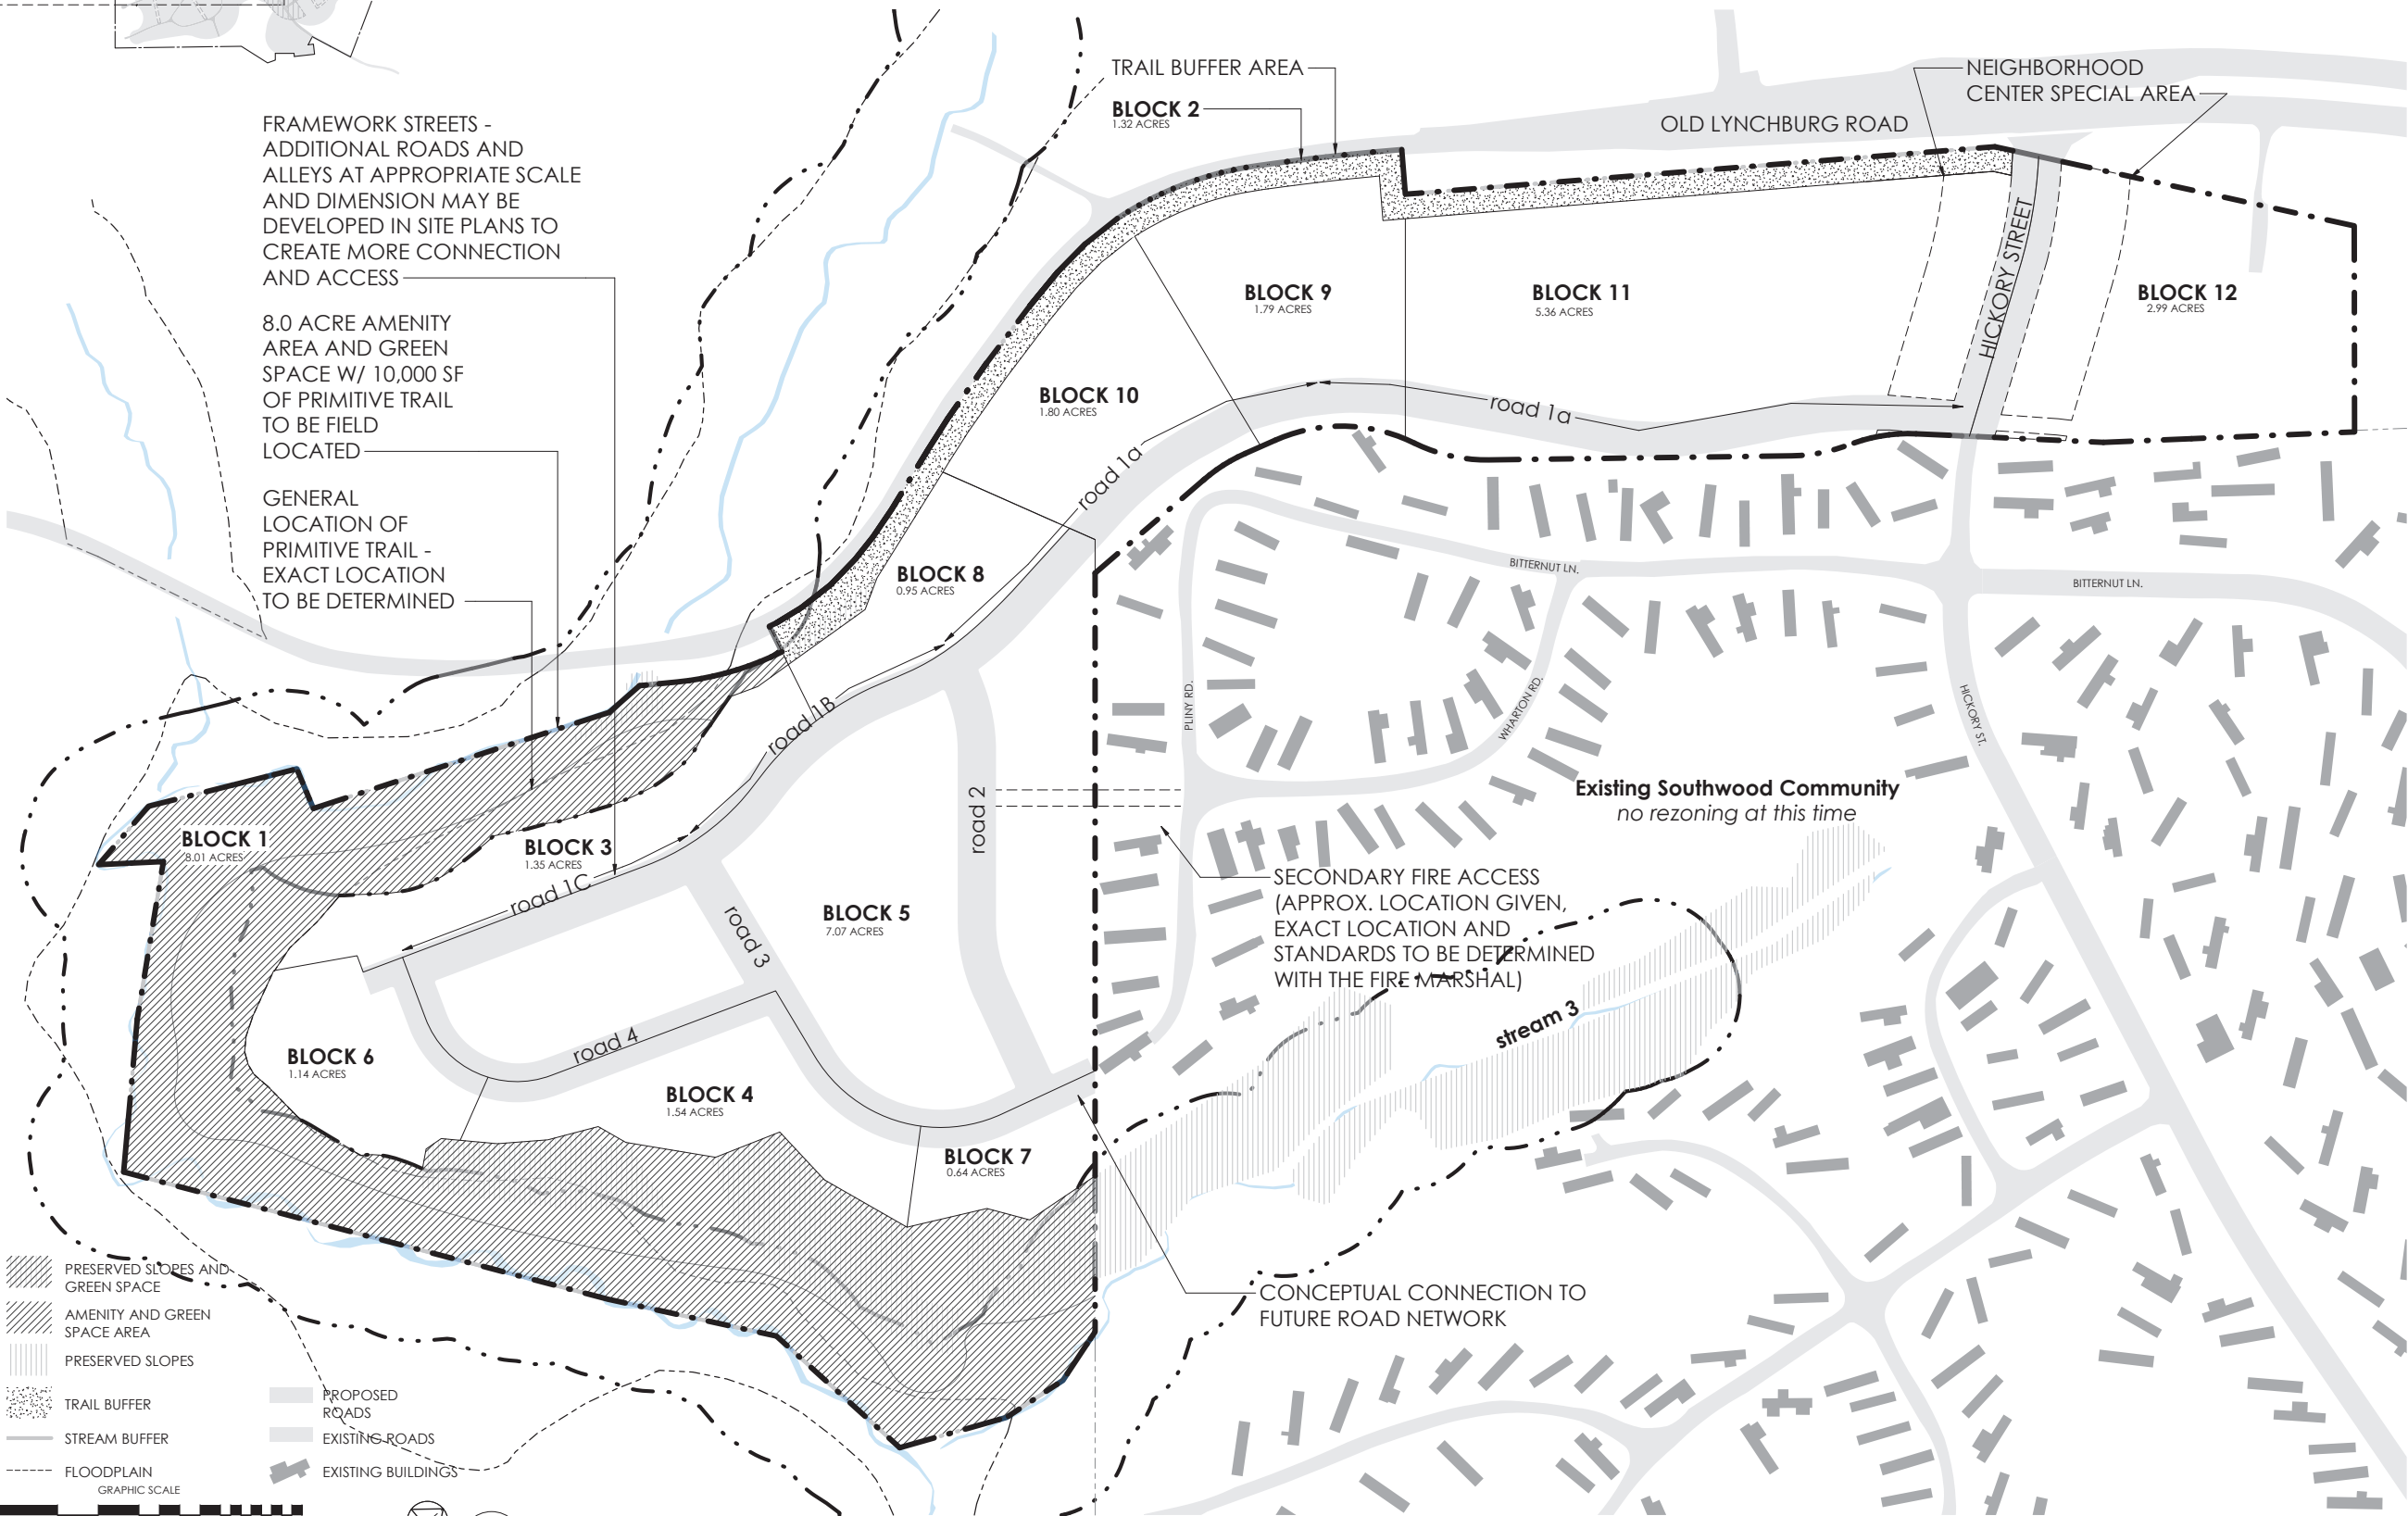 TRAIL BUFFER AREA
BLOCK 2
1.32 ACRES
NEIGHBORHOOD
CENTER SPECIAL AREA
OLD LYNCHBURG ROAD
FRAMEWORK STREETS -
ADDITIONAL ROADS AND
ALLEYS AT APPROPRIATE SCALE
AND DIMENSION MAY BE
DEVELOPED IN SITE PLANS TO
CREATE MORE CONNECTION
AND ACCESS
8.0 ACRE AMENITY
AREA AND GREEN
SPACE W/ 10,000 SF
OF PRIMITIVE TRAIL
TO BE FIELD
LOCATED
GENERAL
LOCATION OF
PRIMITIVE TRAIL -
EXACT LOCATION
TO BE DETERMINED
BLOCK 9
1.79 ACRES
BLOCK 11
5.36 ACRES
HICKORY STREET
BLOCK 12
2.99 ACRES
BLOCK 10
1.80 ACRES
road 1a
road 1a
BLOCK 8
0.95 ACRES
BITTERNUT LN.
BITTERNUT LN.
road 1B
PLINY RD.
WHARTON RD.
HICKORY ST.
Existing Southwood Community
no rezoning at this time
road 2
BLOCK 1
8.01 ACRES
BLOCK 3
1.35 ACRES
road 1C
BLOCK 5
7.07 ACRES
road 3
SECONDARY FIRE ACCESS
(APPROX. LOCATION GIVEN,
EXACT LOCATION AND
STANDARDS TO BE DETERMINED
WITH THE FIRE MARSHAL)
stream 3
BLOCK 6
1.14 ACRES
road 4
BLOCK 4
1.54 ACRES
BLOCK 7
0.64 ACRES
CONCEPTUAL CONNECTION TO
FUTURE ROAD NETWORK
PRESERVED SLOPES AND
GREEN SPACE
AMENITY AND GREEN
SPACE AREA
PRESERVED SLOPES
TRAIL BUFFER
STREAM BUFFER
FLOODPLAIN
PROPOSED
ROADS
EXISTING ROADS
EXISTING BUILDINGS
GRAPHIC SCALE